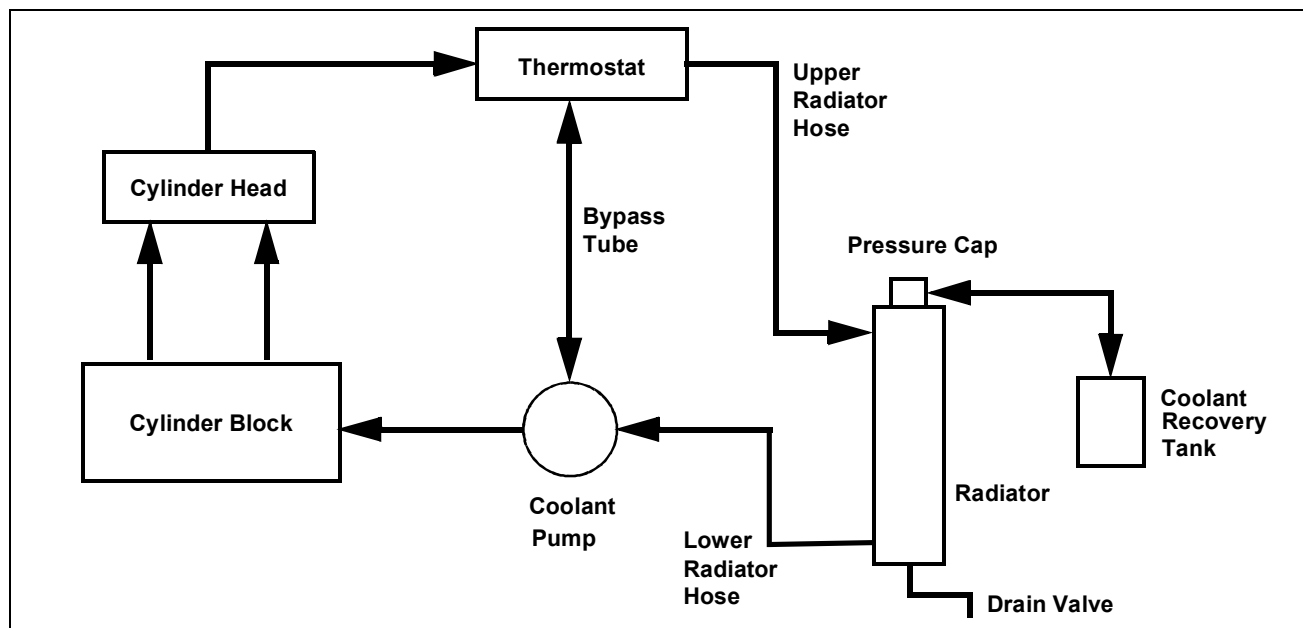 Thermostat
Upper
Radiator
Hose
Cylinder Head
Bypass
Tube
Pressure Cap
Cylinder Block
Coolant
Recovery
Tank
Coolant
Pump
Radiator
Lower
Radiator
Hose
Drain Valve